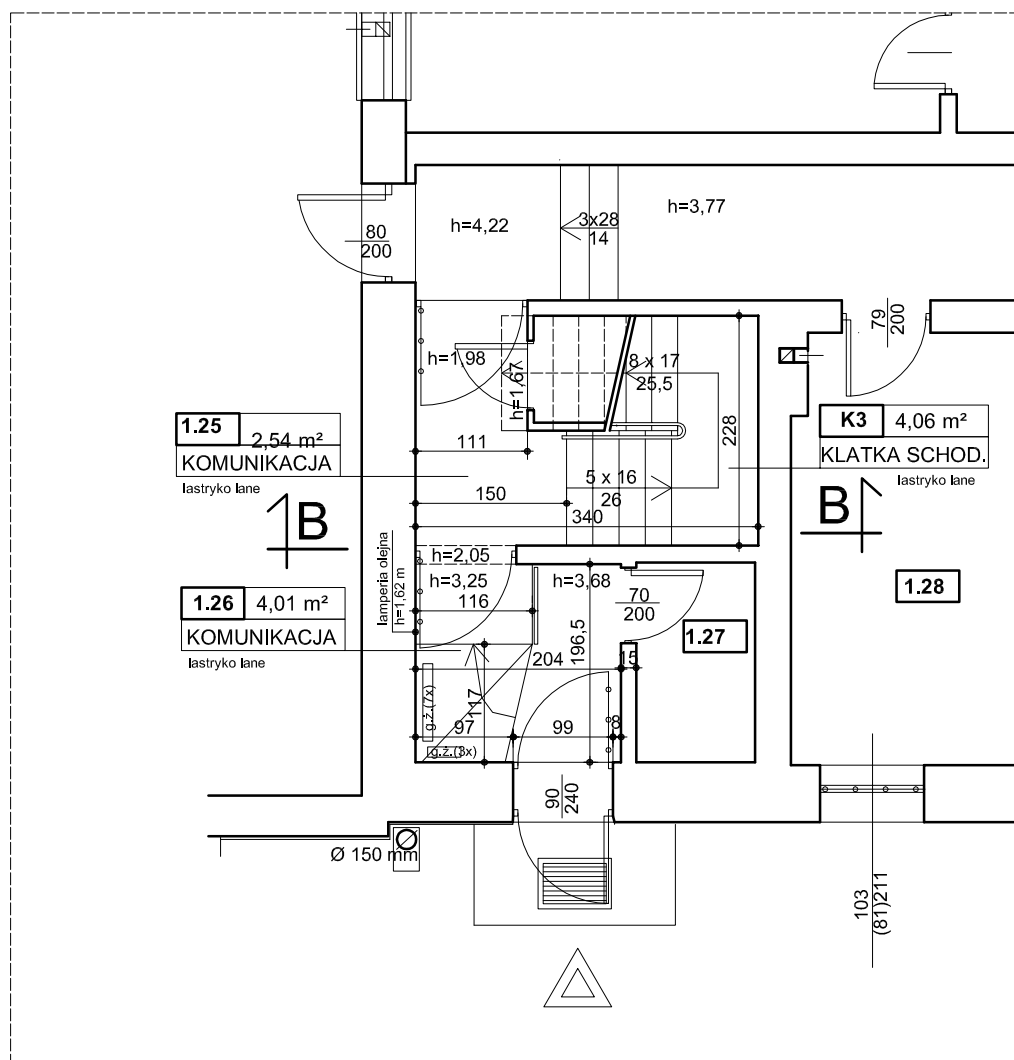 h=4,22
3x28
14
h=3,77
80
200
79
200
h=1,98
h=1,67
8 x 17
25,5
228
1.25
2,54 m²
KOMUNIKACJA
lastryko lane
K3
4,06 m²
KLATKA SCHOD.
lastryko lane
111
150
5 x 16
26
340
B
B
h=2,05
lamperia olejna
h=1,62 m
h=3,25
h=3,68
116
70
200
1.26
4,01 m²
KOMUNIKACJA
lastryko lane
1.27
1.28
196,5
204
15
117
g.ż.(7x)
97
99
8
g.ż.(3x)
90
240
Ø 150 mm
103
(81)211